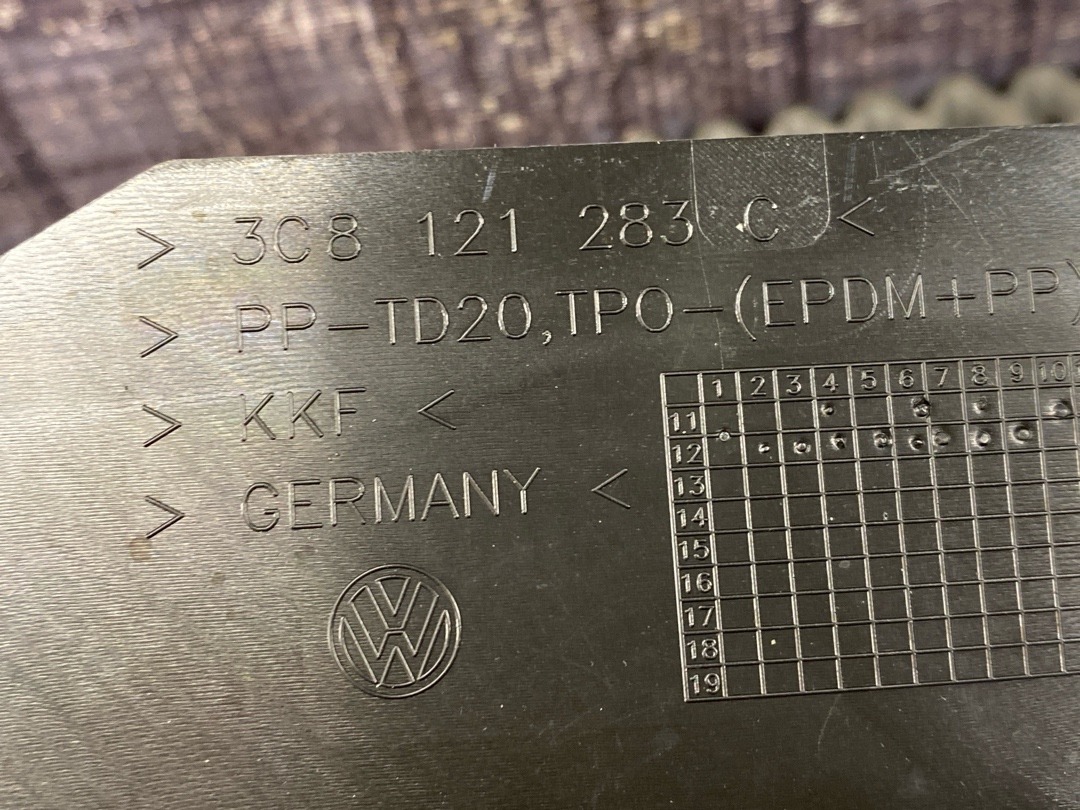 > 3C8 121 283 C <
> PP-TD20,TPO-(EPDM+PP)
> KKF <
> GERMANY <
VW
1 2 3 4 5 6 7 8 9 10
11
12
13
14
15
16
17
18
19